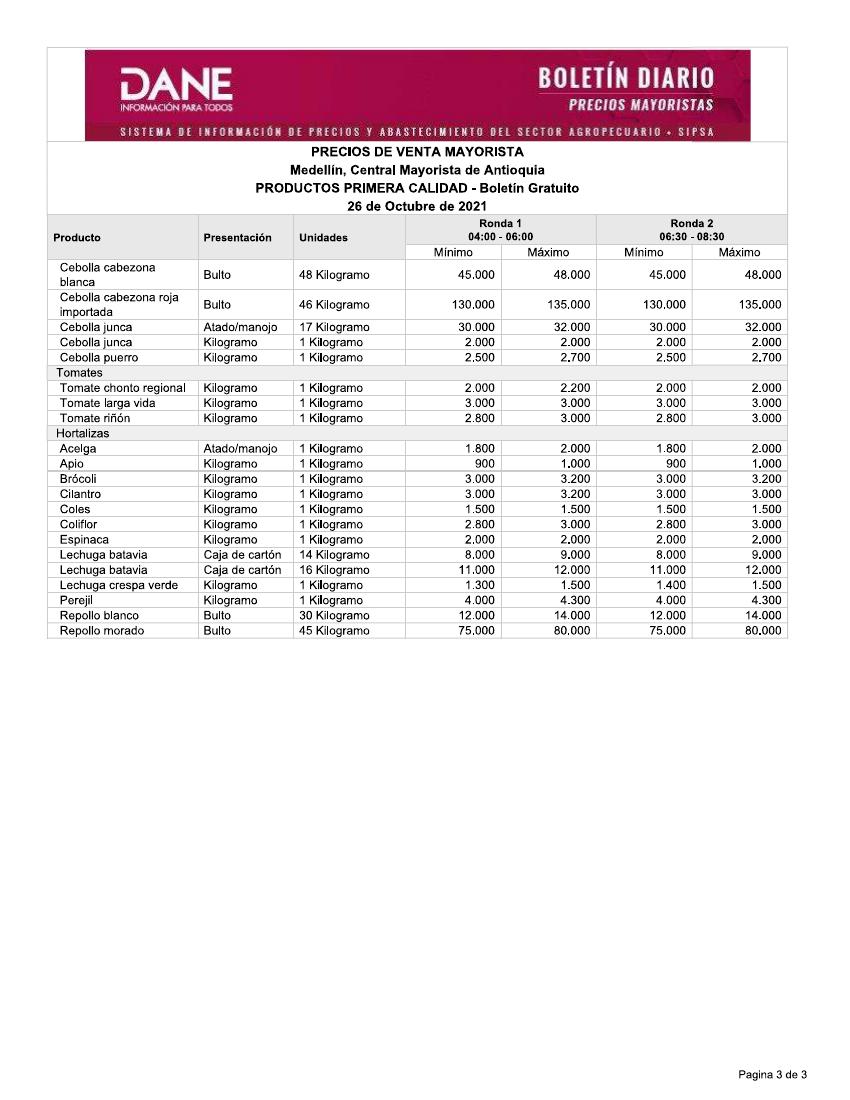 DANE
INFORMACIÓN PARA TODOS
BOLETÍN DIARIO
PRECIOS MAYORISTAS
SISTEMA DE INFORMACIÓN DE PRECIOS Y ABASTECIMIENTO DEL SECTOR AGROPECUARIO • SIPSA
PRECIOS DE VENTA MAYORISTA
Medellín, Central Mayorista de Antioquia
PRODUCTOS PRIMERA CALIDAD - Boletín Gratuito
26 de Octubre de 2021
Producto Presentación Unidades Ronda 1 04:00 - 06:00 Ronda 2 06:30 - 08:30
Mínimo Máximo Mínimo Máximo
Cebolla cabezona
blanca Bulto 48 Kilogramo 45.000 48.000 45.000 48.000
Cebolla cabezona roja
importada Bulto 46 Kilogramo 130.000 135.000 130.000 135.000
Cebolla junca Atado/manojo 17 Kilogramo 30.000 32.000 30.000 32.000
Cebolla junca Kilogramo 1 Kilogramo 2.000 2.000 2.000 2.000
Cebolla puerro Kilogramo 1 Kilogramo 2.500 2.700 2.500 2.700
Tomates
Tomate chonto regional Kilogramo 1 Kilogramo 2.000 2.200 2.000 2.000
Tomate larga vida Kilogramo 1 Kilogramo 3.000 3.000 3.000 3.000
Tomate riñón Kilogramo 1 Kilogramo 2.800 3.000 2.800 3.000
Hortalizas
Acelga Atado/manojo 1 Kilogramo 1.800 2.000 1.800 2.000
Apio Kilogramo 1 Kilogramo 900 1.000 900 1.000
Brócoli Kilogramo 1 Kilogramo 3.000 3.200 3.000 3.200
Cilantro Kilogramo 1 Kilogramo 3.000 3.200 3.000 3.000
Coles Kilogramo 1 Kilogramo 1.500 1.500 1.500 1.500
Coliflor Kilogramo 1 Kilogramo 2.800 3.000 2.800 3.000
Espinaca Kilogramo 1 Kilogramo 2.000 2.000 2.000 2.000
Lechuga batavia Caja de cartón 14 Kilogramo 8.000 9.000 8.000 9.000
Lechuga batavia Caja de cartón 16 Kilogramo 11.000 12.000 11.000 12.000
Lechuga crespa verde Kilogramo 1 Kilogramo 1.300 1.500 1.400 1.500
Perejil Kilogramo 1 Kilogramo 4.000 4.300 4.000 4.300
Repollo blanco Bulto 30 Kilogramo 12.000 14.000 12.000 14.000
Repollo morado Bulto 45 Kilogramo 75.000 80.000 75.000 80.000
Pagina 3 de 3